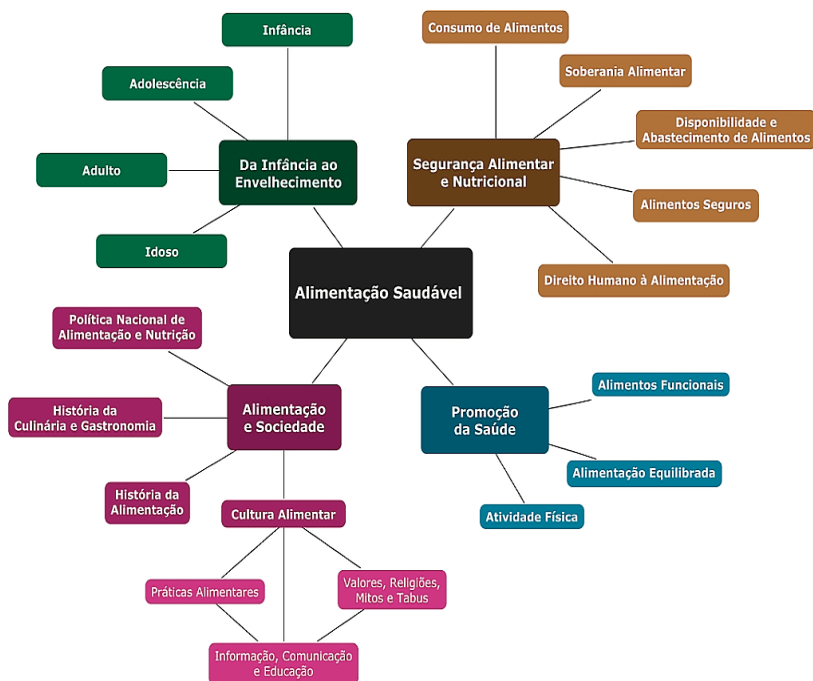 Infância
Adolescência
Adulto
Idoso
Da Infância ao
Envelhecimento
Consumo de Alimentos
Soberania Alimentar
Disponibilidade e
Abastecimento de Alimentos
Alimentos Seguros
Direito Humano à Alimentação
Segurança Alimentar
e Nutricional
Alimentação Saudável
Política Nacional de
Alimentação e Nutrição
História da
Culinária e Gastronomia
História da
Alimentação
Alimentação
e Sociedade
Cultura Alimentar
Práticas Alimentares
Valores, Religiões,
Mitos e Tabus
Informação, Comunicação
e Educação
Promoção
da Saúde
Alimentos Funcionais
Alimentação Equilibrada
Atividade Física